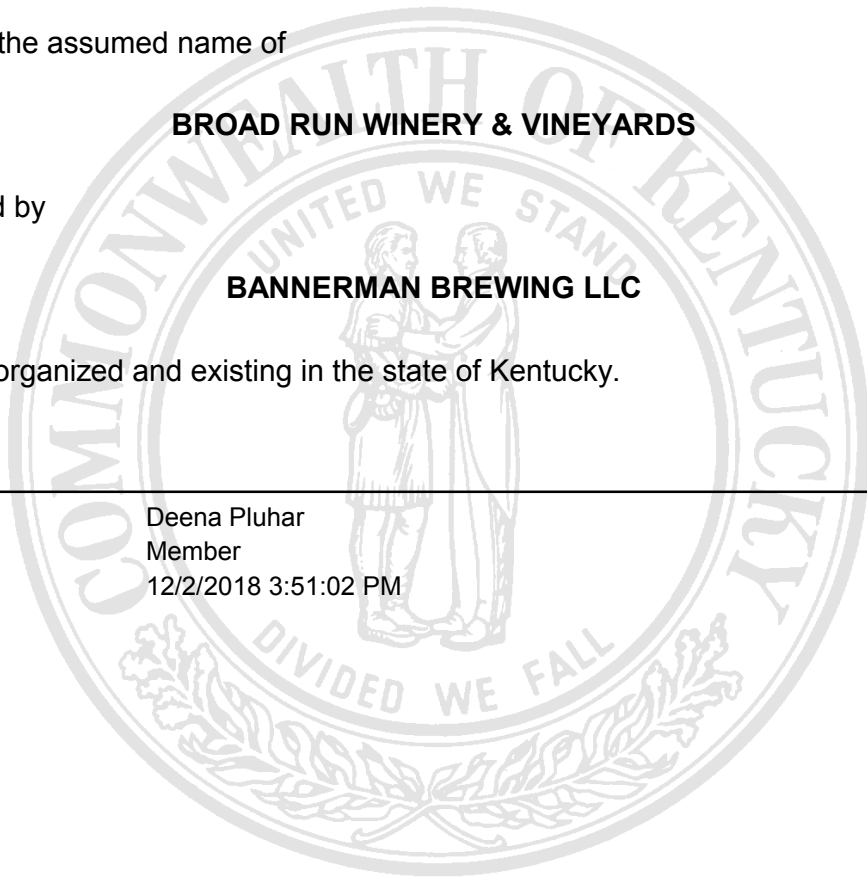 the assumed name of
BROAD RUN WINERY & VINEYARDS
d by
BANNERMAN BREWING LLC
organized and existing in the state of Kentucky.
Deena Pluhar
Member
12/2/2018 3:51:02 PM
COMMONWEALTH OF KENTUCKY
UNITED WE STAND
DIVIDED WE FALL